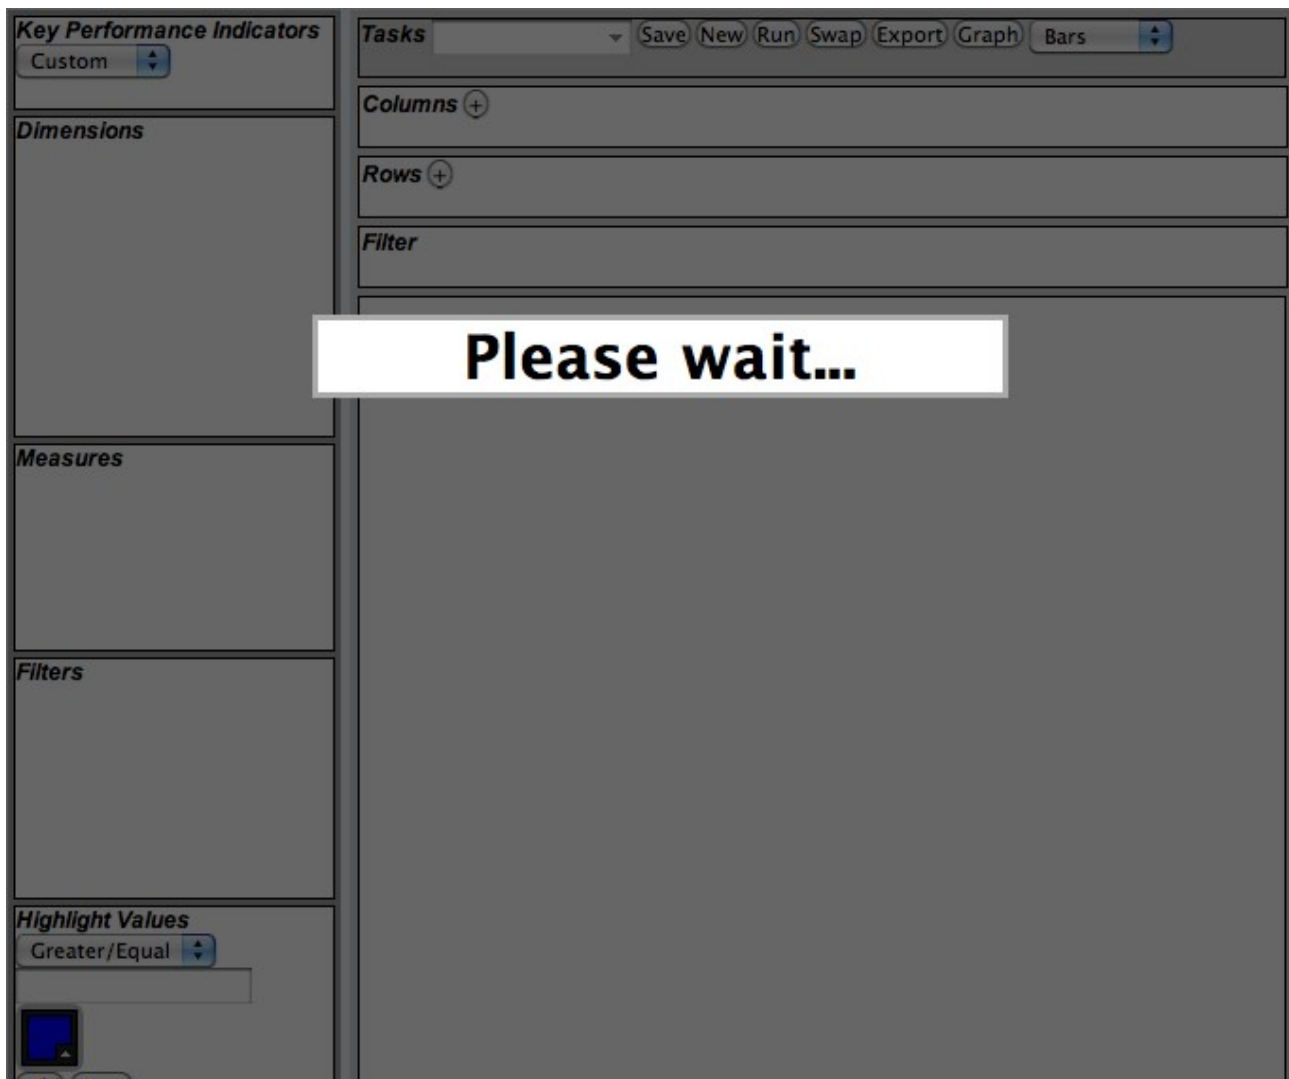 Key Performance Indicators
Custom
Dimensions
Measures
Filters
Highlight Values
Greater/Equal
Tasks Save New Run Swap Export Graph Bars
Columns +
Rows +
Filter
Please wait...